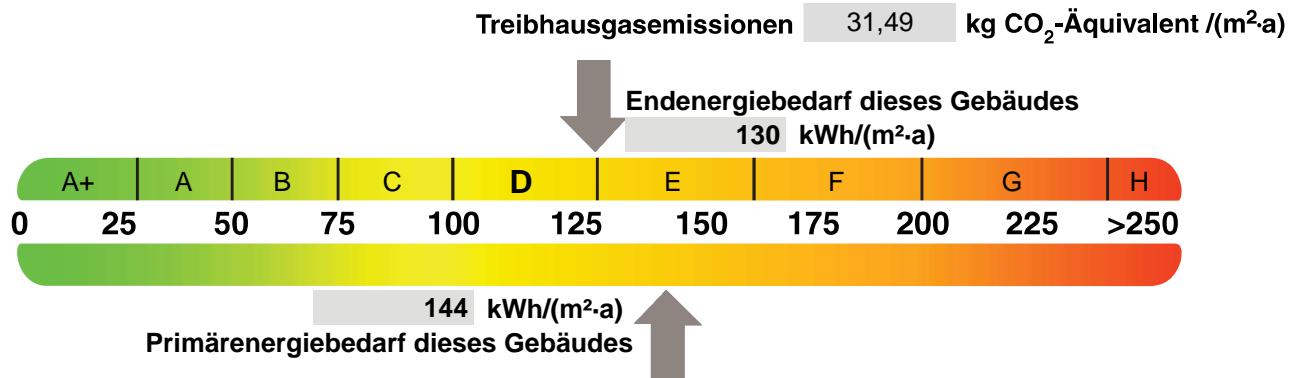 Treibhausgasemissionen 31,49 kg CO₂-Äquivalent /(m²·a)
Endenergiebedarf dieses Gebäudes
130 kWh/(m²·a)
A+ A B C D E F G H
0 25 50 75 100 125 150 175 200 225 >250
144 kWh/(m²·a)
Primärenergiebedarf dieses Gebäudes